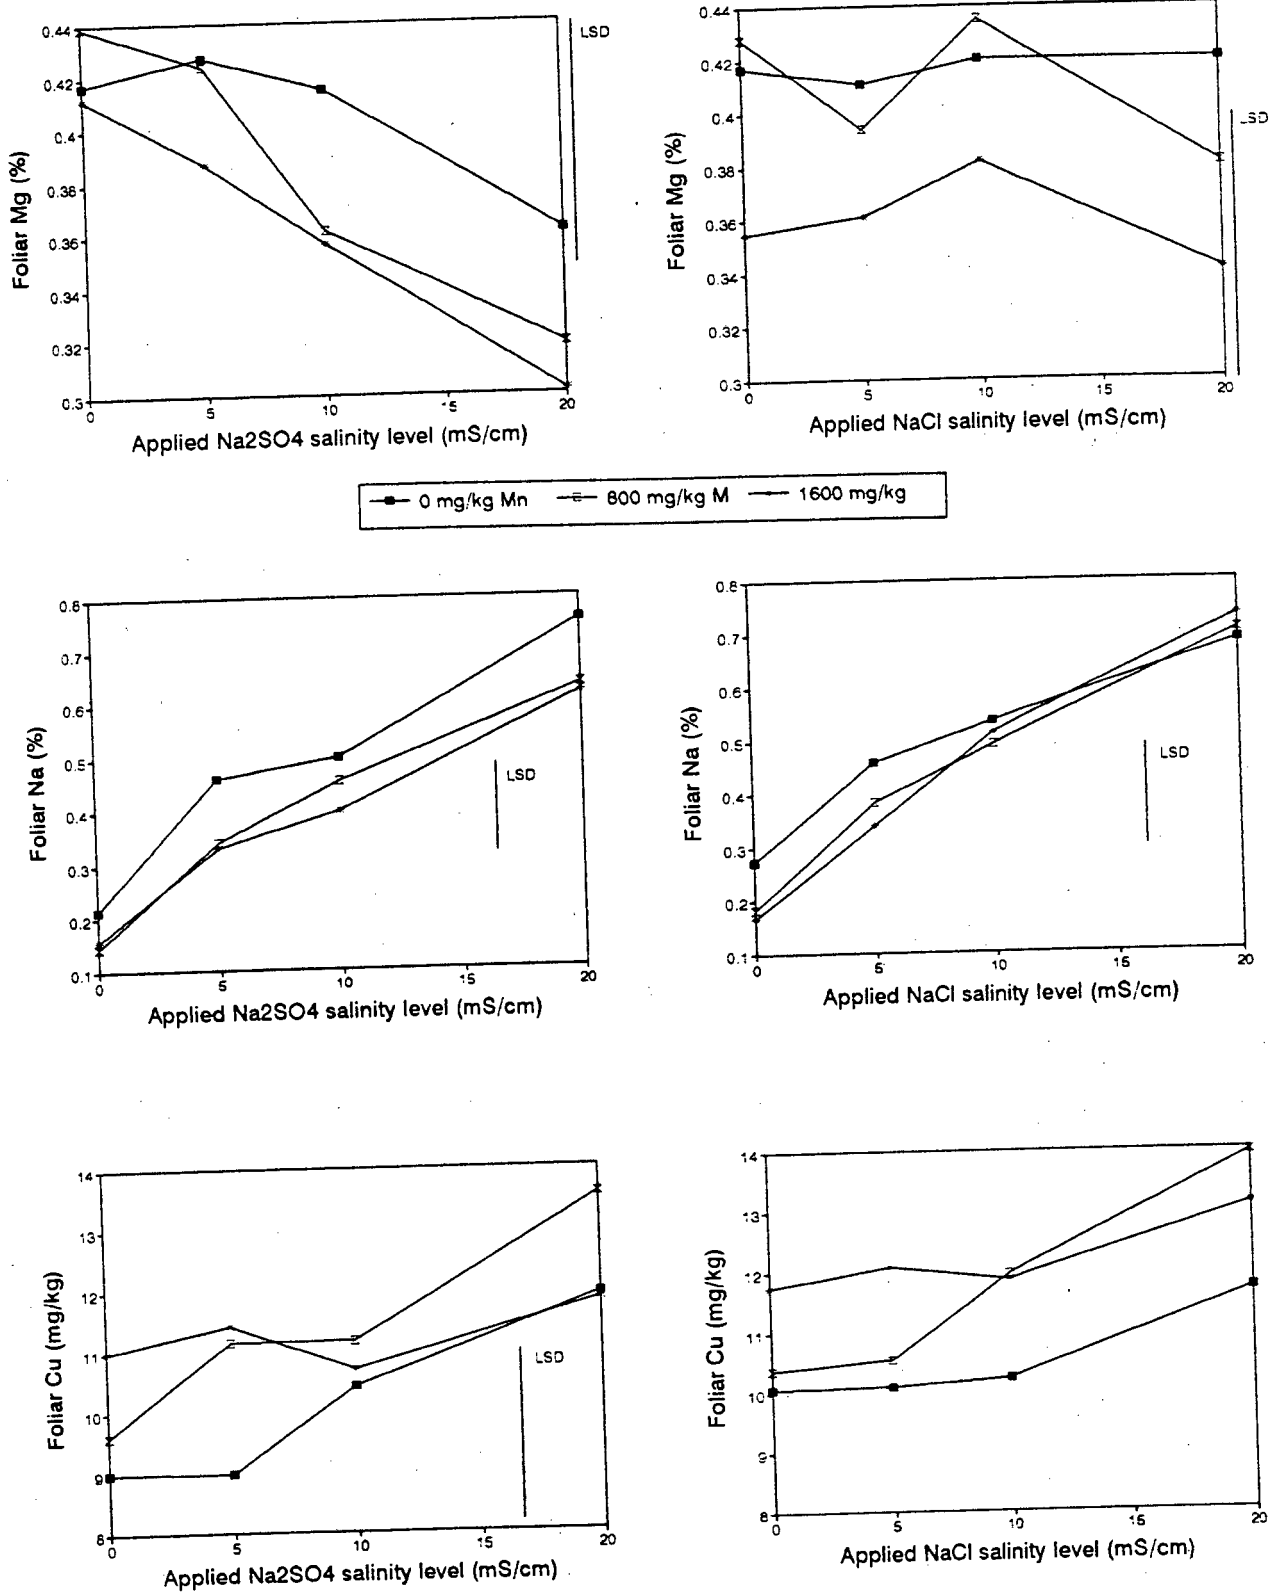 0.44
0.42
0.4
0.38
0.36
0.34
0.32
0.3
Foliar Mg (%)
0 5 10 15 20
Applied Na2SO4 salinity level (mS/cm)
LSD
0.44
0.42
0.4
0.38
0.36
0.34
0.32
0.3
Foliar Mg (%)
0 5 10 15 20
Applied NaCl salinity level (mS/cm)
LSD
0 mg/kg Mn 800 mg/kg M 1600 mg/kg
0.8
0.7
0.6
0.5
0.4
0.3
0.2
0.1
Foliar Na (%)
0 5 10 15 20
Applied Na2SO4 salinity level (mS/cm)
LSD
0.8
0.7
0.6
0.5
0.4
0.3
0.2
0.1
Foliar Na (%)
0 5 10 15 20
Applied NaCl salinity level (mS/cm)
LSD
14
13
12
11
10
9
8
Foliar Cu (mg/kg)
0 5 10 15 20
Applied Na2SO4 salinity level (mS/cm)
LSD
14
13
12
11
10
9
8
Foliar Cu (mg/kg)
0 5 10 15 20
Applied NaCl salinity level (mS/cm)